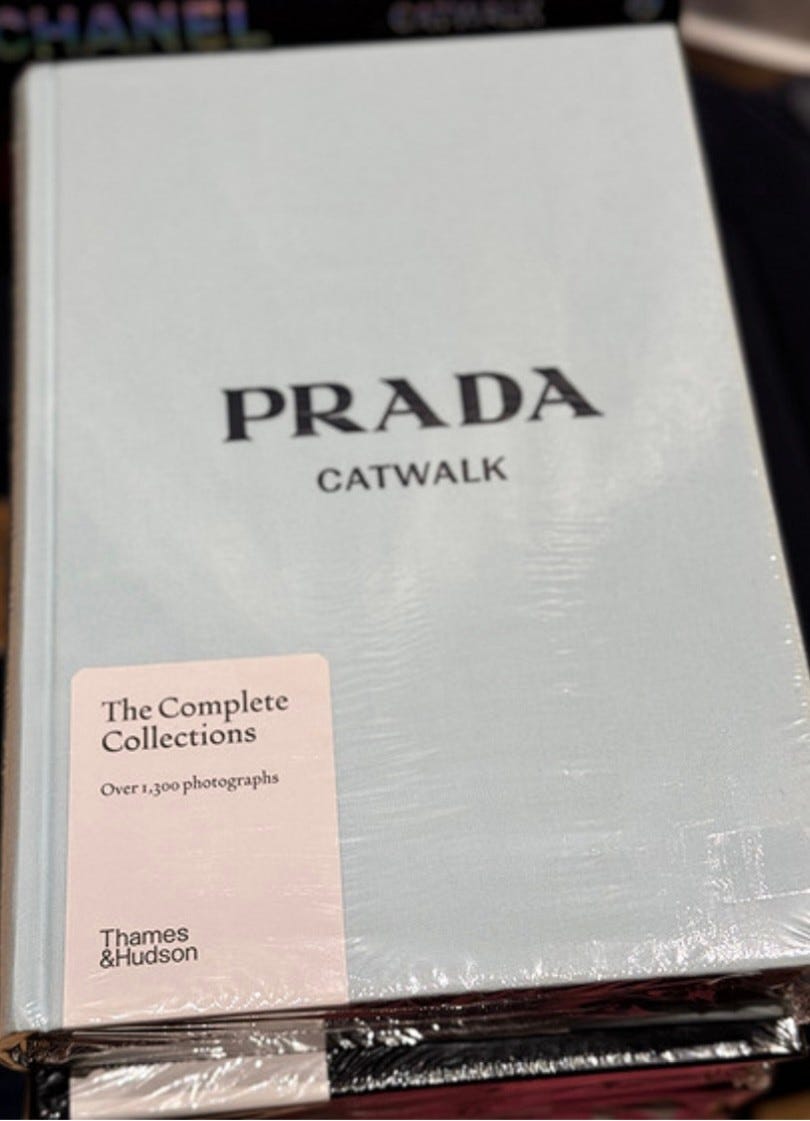 CHANEL
CATWALK
PRADA
CATWALK
The Complete
Collections
Over 1,300 photographs
Thames
&Hudson